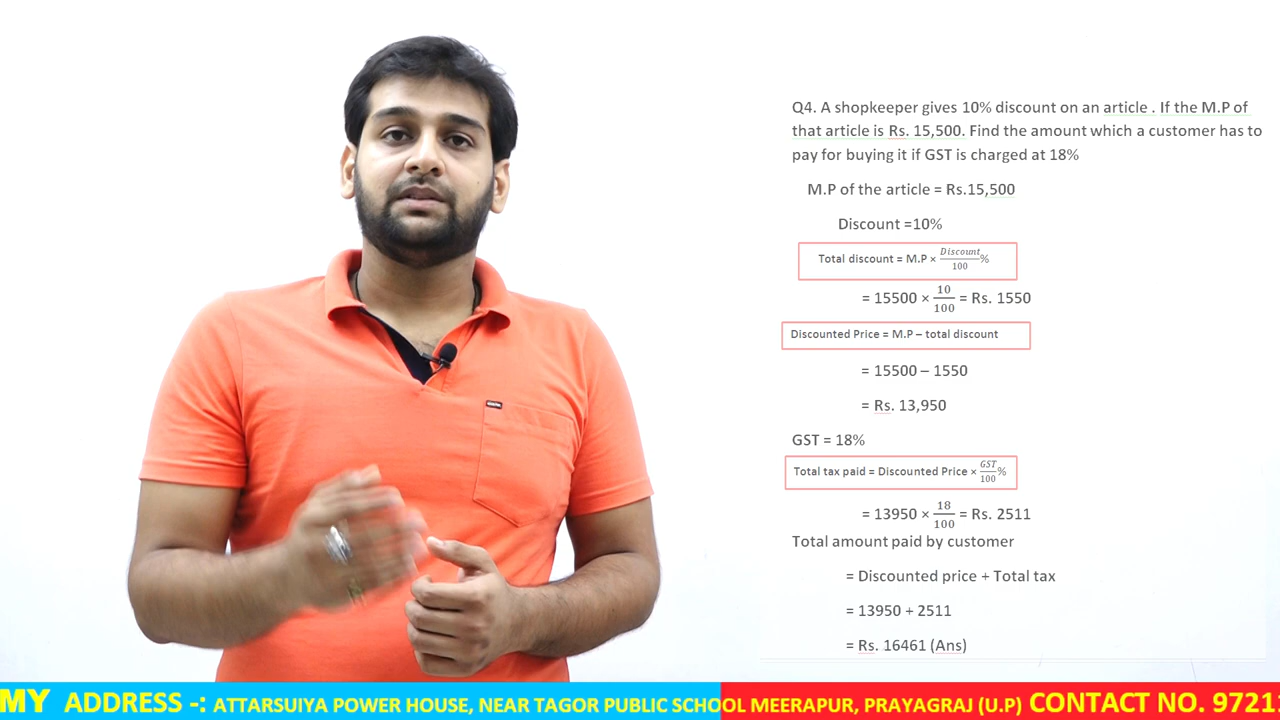 Q4. A shopkeeper gives 10% discount on an article . If the M.P of
that article is Rs. 15,500. Find the amount which a customer has to
pay for buying it if GST is charged at 18%
M.P of the article = Rs.15,500
Discount =10%
Total discount = M.P × Discount/100 %
= 15500 × 10/100 = Rs. 1550
Discounted Price = M.P – total discount
= 15500 – 1550
= Rs. 13,950
GST = 18%
Total tax paid = Discounted Price × GST/100 %
= 13950 × 18/100 = Rs. 2511
Total amount paid by customer
= Discounted price + Total tax
= 13950 + 2511
= Rs. 16461 (Ans)
MY ADDRESS -: ATTARSUIYA POWER HOUSE, NEAR TAGOR PUBLIC SCHOOL MEERAPUR, PRAYAGRAJ (U.P) CONTACT NO. 9721